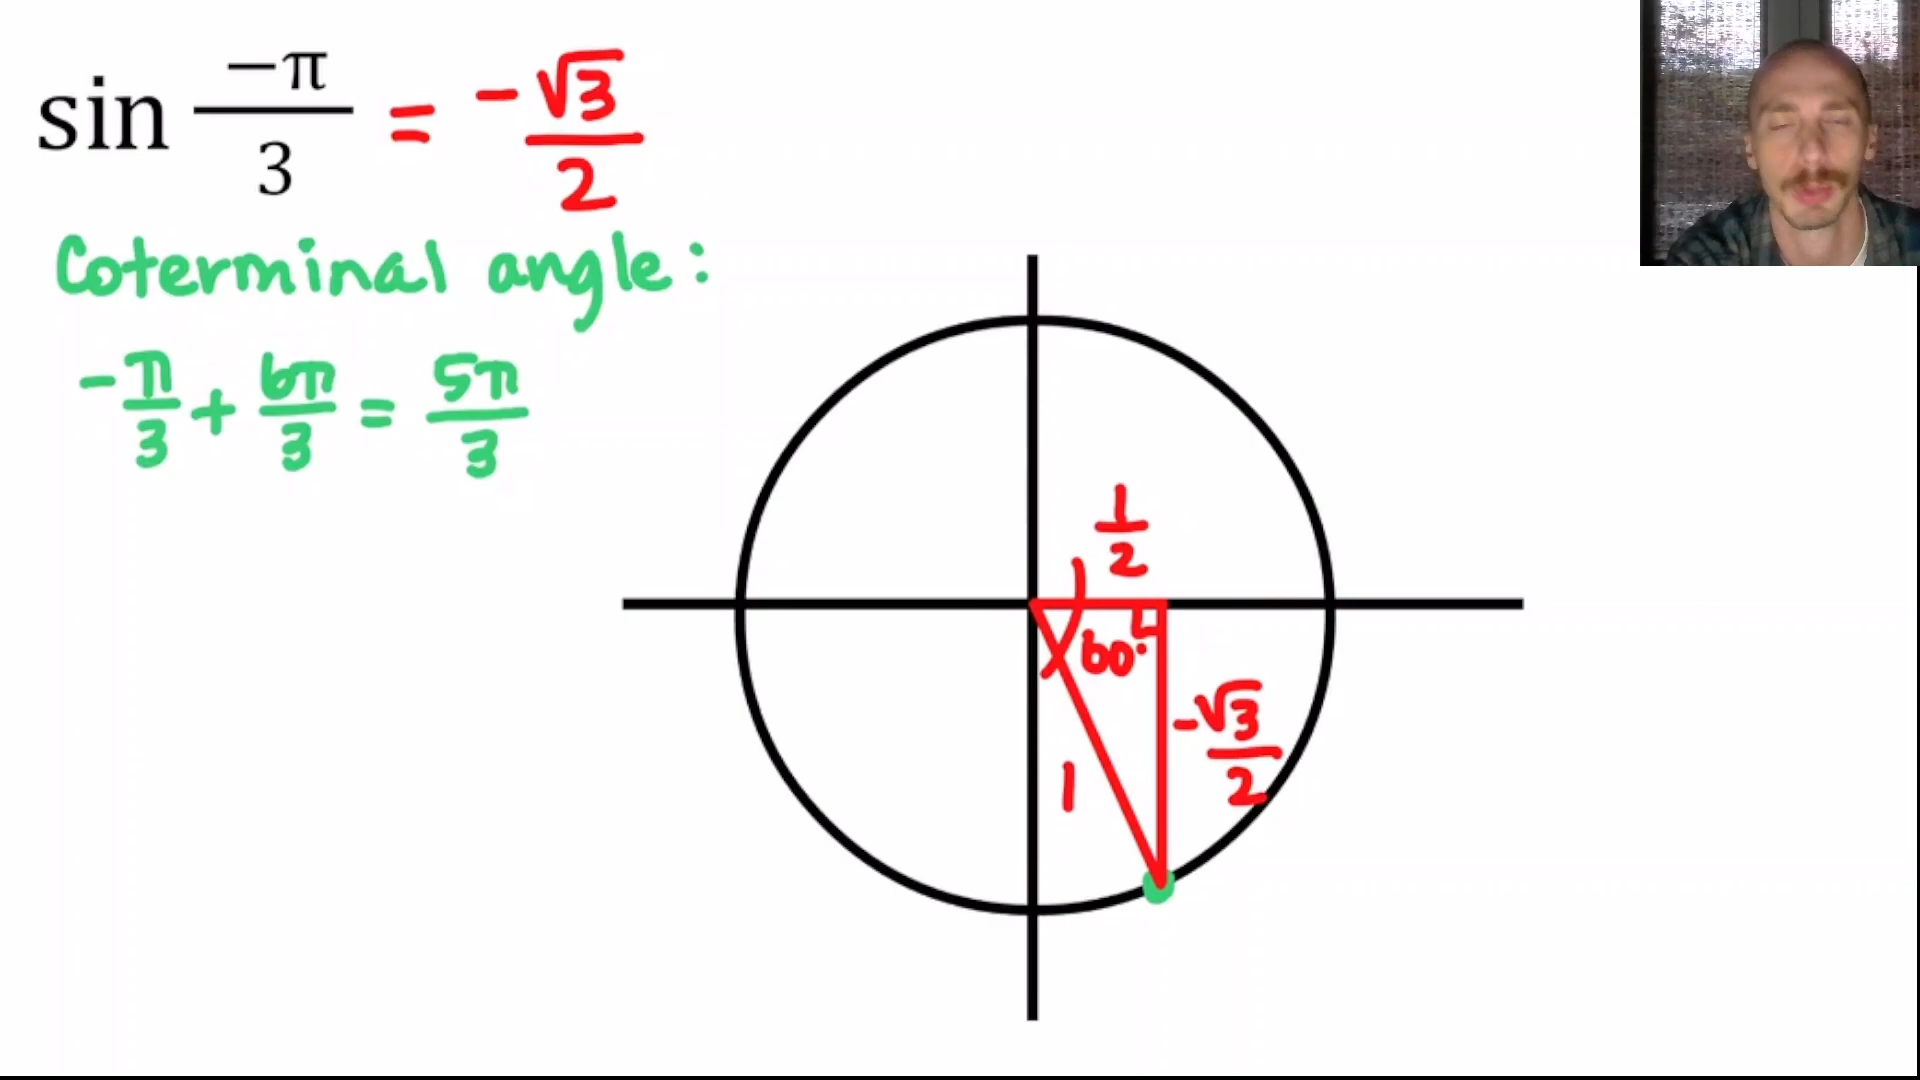 sin -π/3 = -√3/2
Coterminal angle:
-π/3 + 6π/3 = 5π/3
1/2
60°
-√3/2
1